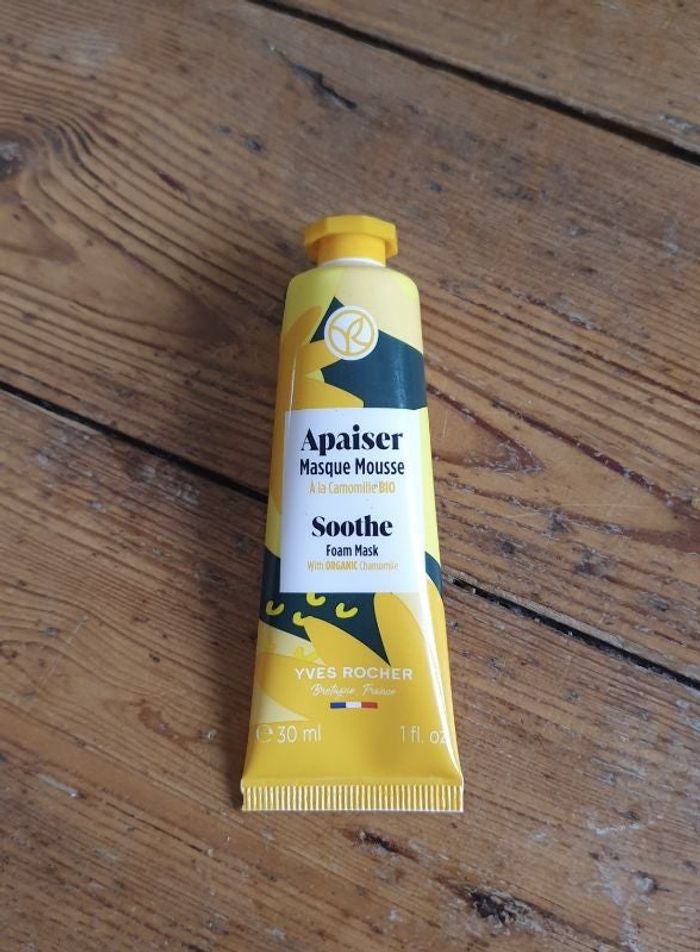 Apaiser
Masque Mousse
À la Camomille BIO
Soothe
Foam Mask
With ORGANIC Chamomile
YVES ROCHER
Bretagne, France
℮ 30 ml 1 fl. oz